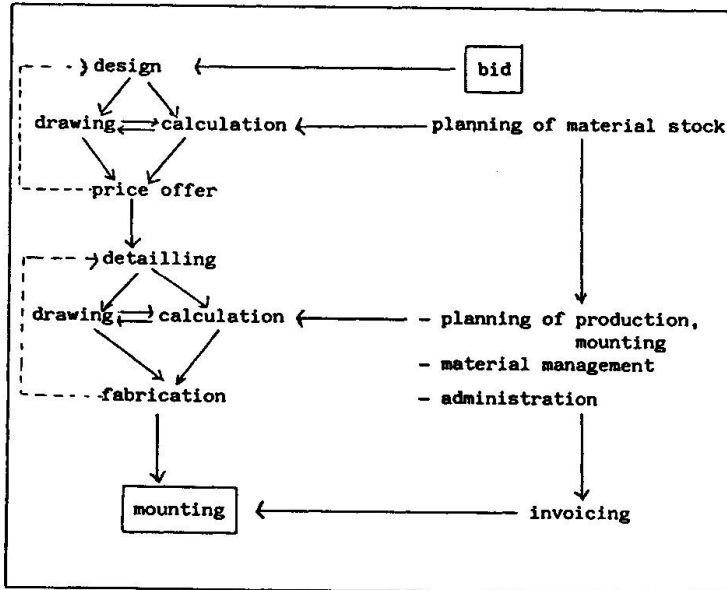 design
bid
drawing calculation planning of material stock
price offer
detailling
drawing calculation - planning of production,
mounting
- material management
fabrication - administration
mounting invoicing